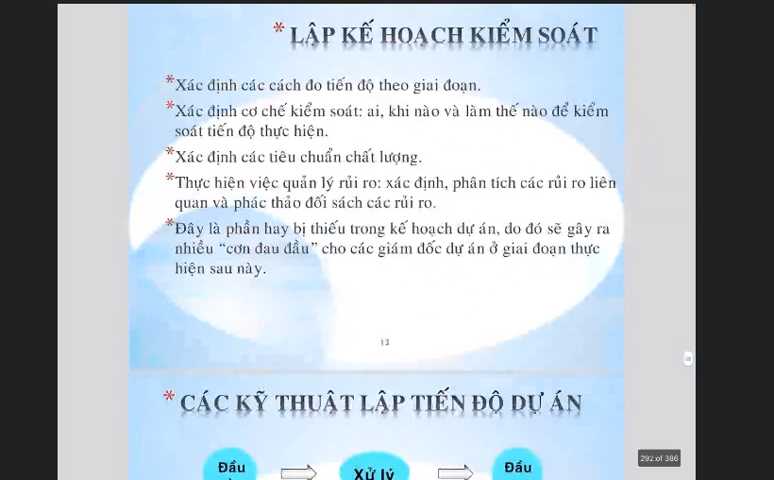 * LẬP KẾ HOẠCH KIỂM SOÁT
*Xác định các cách đo tiến độ theo giai đoạn.
*Xác định cơ chế kiểm soát: ai, khi nào và làm thế nào để kiểm
soát tiến độ thực hiện.
*Xác định các tiêu chuẩn chất lượng.
*Thực hiện việc quản lý rủi ro: xác định, phân tích các rủi ro liên
quan và phác thảo đối sách các rủi ro.
*Đây là phần hay bị thiếu trong kế hoạch dự án, do đó sẽ gây ra
nhiều “cơn đau đầu” cho các giám đốc dự án ở giai đoạn thực
hiện sau này.
13
* CÁC KỸ THUẬT LẬP TIẾN ĐỘ DỰ ÁN
Đầu Xử lý Đầu
292 of 386